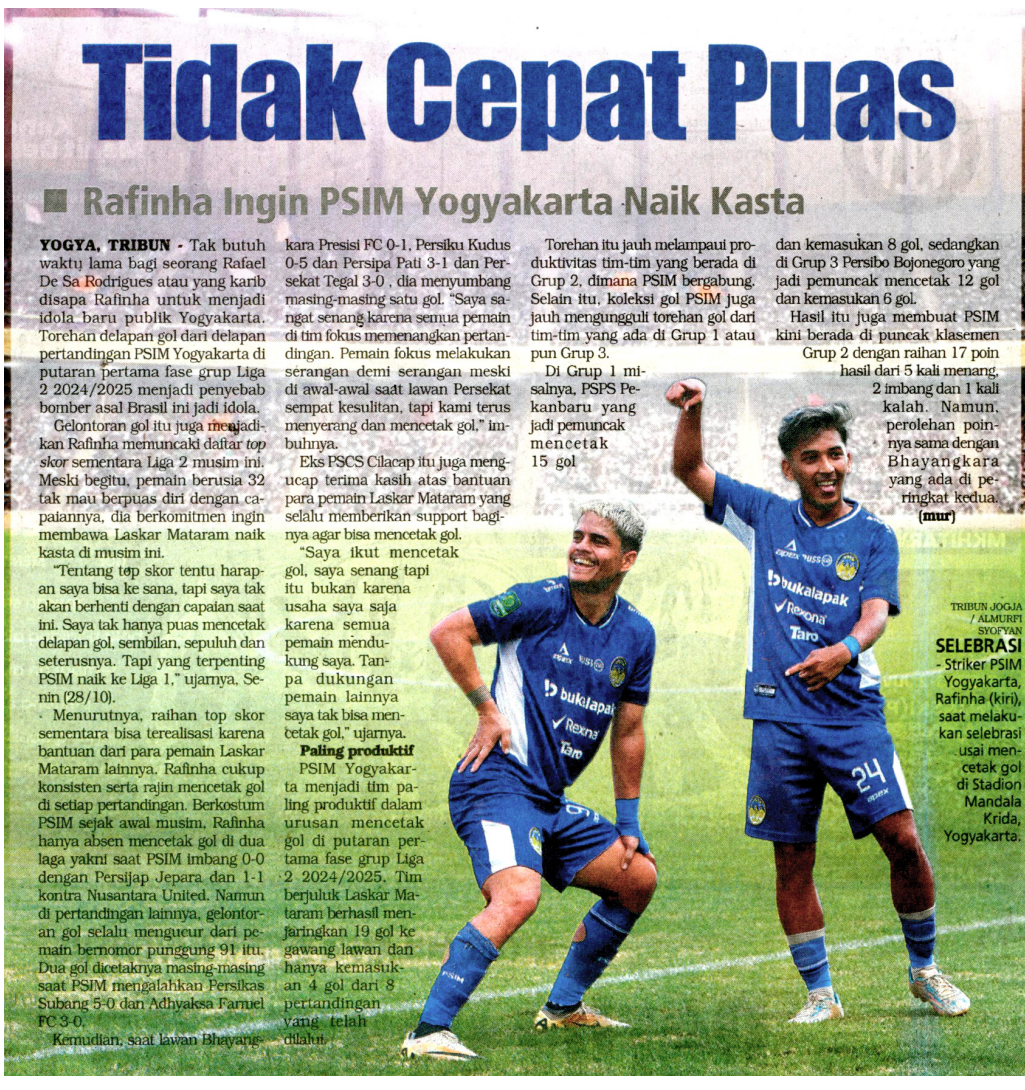 Tidak Cepat Puas
■ Rafinha Ingin PSIM Yogyakarta Naik Kasta
YOGYA, TRIBUN - Tak butuh
waktu lama bagi seorang Rafael
De Sa Rodrigues atau yang karib
disapa Rafinha untuk menjadi
idola baru publik Yogyakarta.
Torehan delapan gol dari delapan
pertandingan PSIM Yogyakarta di
putaran pertama fase grup Liga
2 2024/2025 menjadi penyebab
bomber asal Brasil ini jadi idola.
Gelontoran gol itu juga menjadi-
kan Rafinha memuncaki daftar top
skor sementara Liga 2 musim ini.
Meski begitu, pemain berusia 32
tak mau berpuas diri dengan ca-
paiannya, dia berkomitmen ingin
membawa Laskar Mataram naik
kasta di musim ini.
"Tentang top skor tentu harap-
an saya bisa ke sana, tapi saya tak
akan berhenti dengan capaian saat
ini. Saya tak hanya puas mencetak
delapan gol, sembilan, sepuluh dan
seterusnya. Tapi yang terpenting
PSIM naik ke Liga 1," ujarnya, Se-
nin (28/10).
Menurutnya, raihan top skor
sementara bisa terealisasi karena
bantuan dari para pemain Laskar
Mataram lainnya. Rafinha cukup
konsisten serta rajin mencetak gol
di setiap pertandingan. Berkostum
PSIM sejak awal musim, Rafinha
hanya absen mencetak gol di dua
laga yakni saat PSIM imbang 0-0
dengan Persijap Jepara dan 1-1
kontra Nusantara United. Namun
di pertandingan lainnya, gelontor-
an gol selalu mengueur dari pe-
main bernomor punggung 91 itu.
Dua gol dicetaknya masing-masing
saat PSIM mengalahkan Persikas
Subang 5-0 dan Adhyaksa Farmel
FC 3-0.
Kemudian, saat lawan Bhayang-
kara Presisi FC 0-1, Persiku Kudus
0-5 dan Persipa Pati 3-1 dan Per-
sekat Tegal 3-0 , dia menyumbang
masing-masing satu gol. "Saya sa-
ngat senang karena semua pemain
di tim fokus memenangkan pertan-
dingan. Pemain fokus melakukan
serangan demi serangan meski
di awal-awal saat lawan Persekat
sempat kesulitan, tapi kami terus
menyerang dan mencetak gol," im-
buhnya.
Eks PSCS Cilacap itu juga meng-
ucap terima kasih atas bantuan
para pemain Laskar Mataram yang
selalu memberikan support bagi-
nya agar bisa mencetak gol.
"Saya ikut mencetak
gol, saya senang tapi
itu bukan karena
usaha saya saja
karena semua
pemain mendu-
kung saya. Tan-
pa dukungan
pemain lainnya
saya tak bisa men-
cetak gol," ujarnya.
Paling produktif
PSIM Yogyakar-
ta menjadi tim pa-
ling produktif dalam
urusan mencetak
gol di putaran per-
tama fase grup Liga
2 2024/2025. Tim
berjuluk Laskar Ma-
taram berhasil men-
jaringkan 19 gol ke
gawang lawan dan
hanya kemasuk-
an 4 gol dari 8
pertandingan
yang telah
dilalui.
Torehan itu jauh melampaui pro-
duktivitas tim-tim yang berada di
Grup 2, dimana PSIM bergabung.
Selain itu, koleksi gol PSIM juga
jauh mengungguli torehan gol dari
tim-tim yang ada di Grup 1 atau
pun Grup 3.
Di Grup 1 mi-
salnya, PSPS Pe-
kanbaru yang
jadi pemuncak
mencetak
15 gol
dan kemasukan 8 gol, sedangkan
di Grup 3 Persibo Bojonegoro yang
jadi pemuncak mencetak 12 gol
dan kemasukan 6 gol.
Hasil itu juga membuat PSIM
kini berada di puncak klasemen
Grup 2 dengan raihan 17 poin
hasil dari 5 kali menang,
2 imbang dan 1 kali
kalah. Namun,
perolehan poin-
nya sama dengan
Bhayangkara
yang ada di pe-
ringkat kedua.
(mur)
apex
bukalapak
Rexona
Taro
PSIM
apex
bukalapak
Rexona
Taro
24
apex
TRIBUN JOGJA
/ ALMURFI
SYOFYAN
SELEBRASI
- Striker PSIM
Yogyakarta,
Rafinha (kiri),
saat melaku-
kan selebrasi
usai men-
cetak gol
di Stadion
Mandala
Krida,
Yogyakarta.